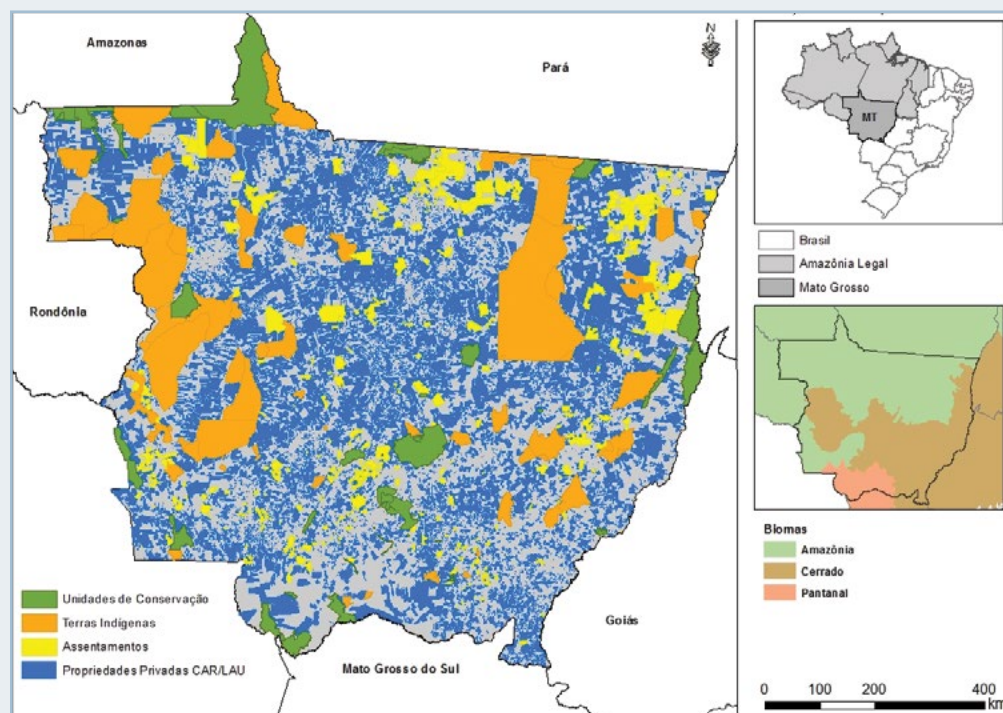 Amazonas
Pará
N
Rondônia
Goiás
Mato Grosso do Sul
Unidades de Conservação
Terras Indígenas
Assentamentos
Propriedades Privadas CAR/LAU
MT
Brasil
Amazônia Legal
Mato Grosso
Biomas
Amazônia
Cerrado
Pantanal
0 100 200 400
km